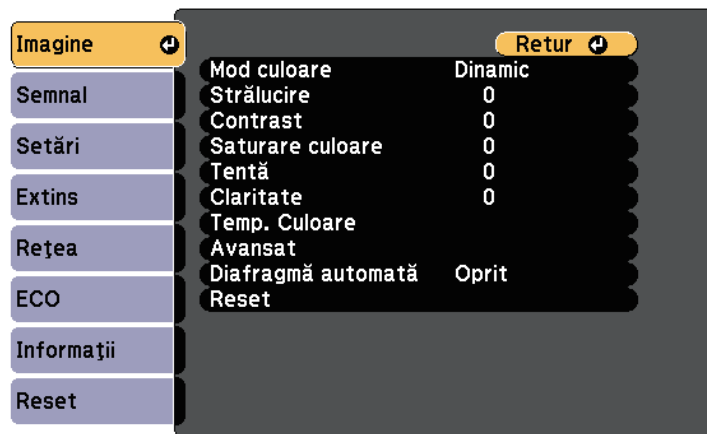 Imagine
Semnal
Setări
Extins
Reţea
ECO
Informaţii
Reset
Retur
Mod culoare Dinamic
Strălucire 0
Contrast 0
Saturare culoare 0
Tentă 0
Claritate 0
Temp. Culoare
Avansat
Diafragmă automată Oprit
Reset